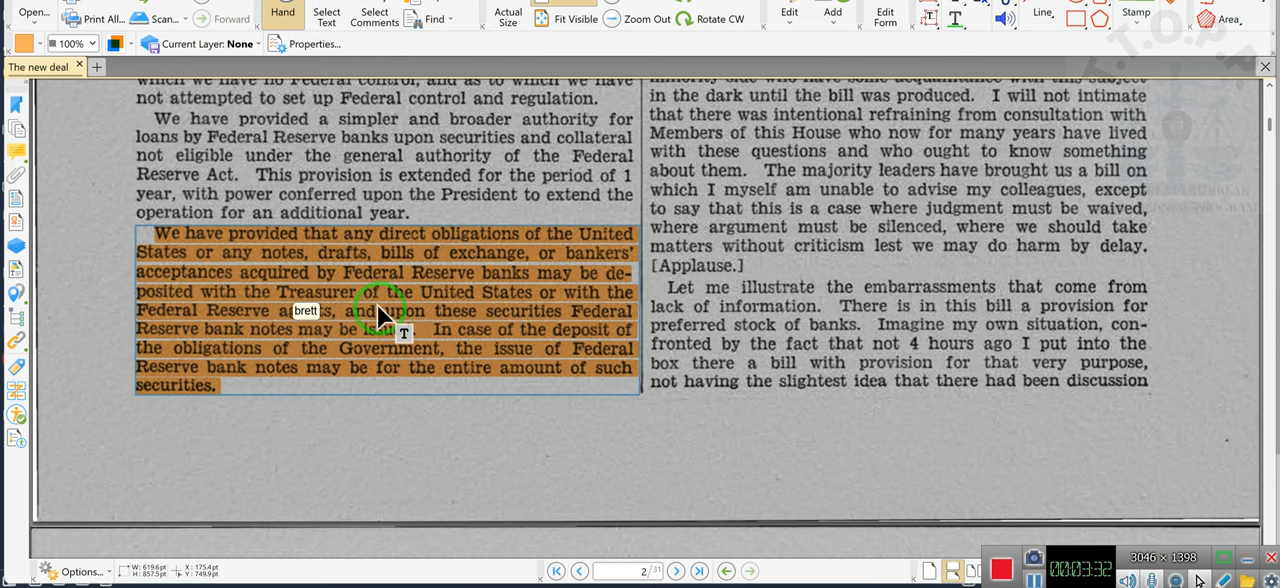 Open...
Print All...
Scan...
Forward
Hand
Select
Text
Select
Comments
Find
Actual
Size
Fit Visible
Zoom Out
Rotate CW
Edit
Add
Edit
Form
Line,
Stamp
Area,
100%
Current Layer: None
Properties...
The new deal
T.O.P.P
which we have no Federal control, and as to which we have
not attempted to set up Federal control and regulation.
We have provided a simpler and broader authority for
loans by Federal Reserve banks upon securities and collateral
not eligible under the general authority of the Federal
Reserve Act. This provision is extended for the period of 1
year, with power conferred upon the President to extend the
operation for an additional year.
We have provided that any direct obligations of the United
States or any notes, drafts, bills of exchange, or bankers'
acceptances acquired by Federal Reserve banks may be de-
posited with the Treasurer of the United States or with the
Federal Reserve and upon these securities Federal
Reserve bank notes may be In case of the deposit of
the obligations of the Government, the issue of Federal
Reserve bank notes may be for the entire amount of such
securities.
brett
T
in the dark until the bill was produced. I will not intimate
that there was intentional refraining from consultation with
Members of this House who now for many years have lived
with these questions and who ought to know something
about them. The majority leaders have brought us a bill on
which I myself am unable to advise my colleagues, except
to say that this is a case where judgment must be waived,
where argument must be silenced, where we should take
matters without criticism lest we may do harm by delay.
[Applause.]
Let me illustrate the embarrassments that come from
lack of information. There is in this bill a provision for
preferred stock of banks. Imagine my own situation, con-
fronted by the fact that not 4 hours ago I put into the
box there a bill with provision for that very purpose,
not having the slightest idea that there had been discussion
Options...
W: 619.6pt
H: 857.5pt
X: 175.4pt
Y: 749.9pt
2 / 31
3046 × 1398
00:03:32